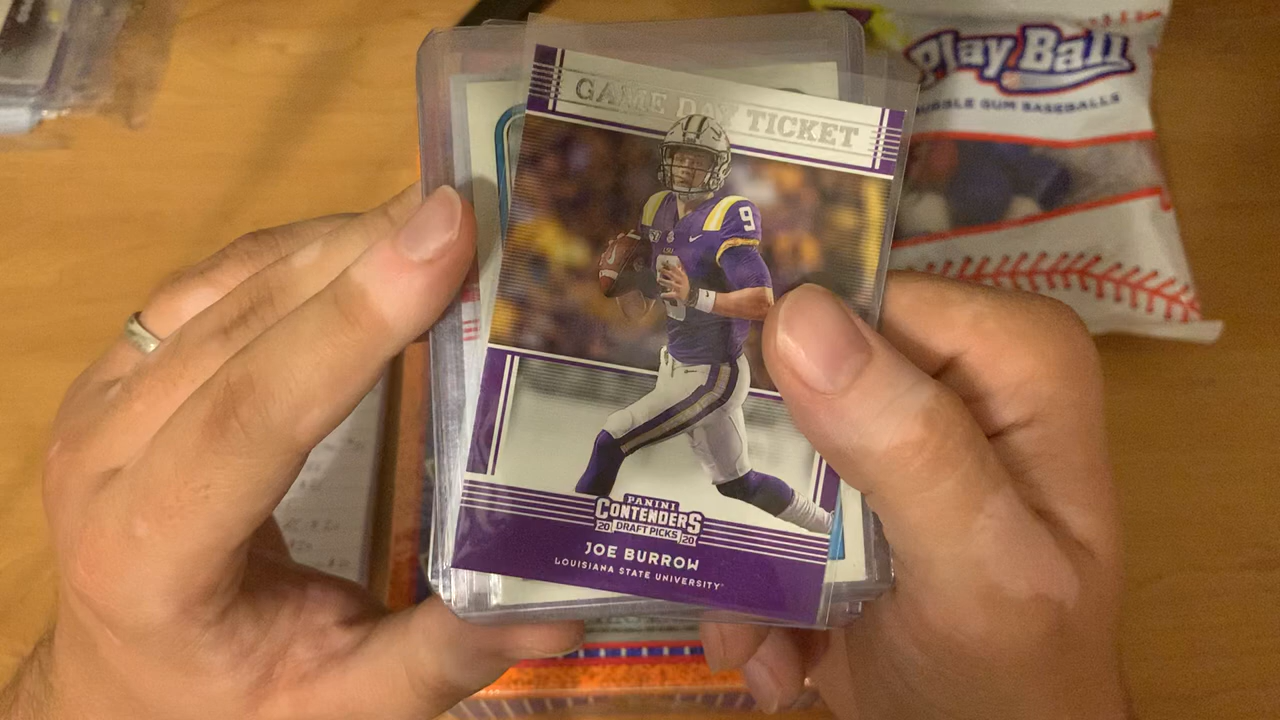 GAME DAY TICKET
9
LSU
PANINI
CONTENDERS
20 DRAFT PICKS 20
JOE BURROW
LOUISIANA STATE UNIVERSITY
Play Ball
BUBBLE GUM BASEBALLS